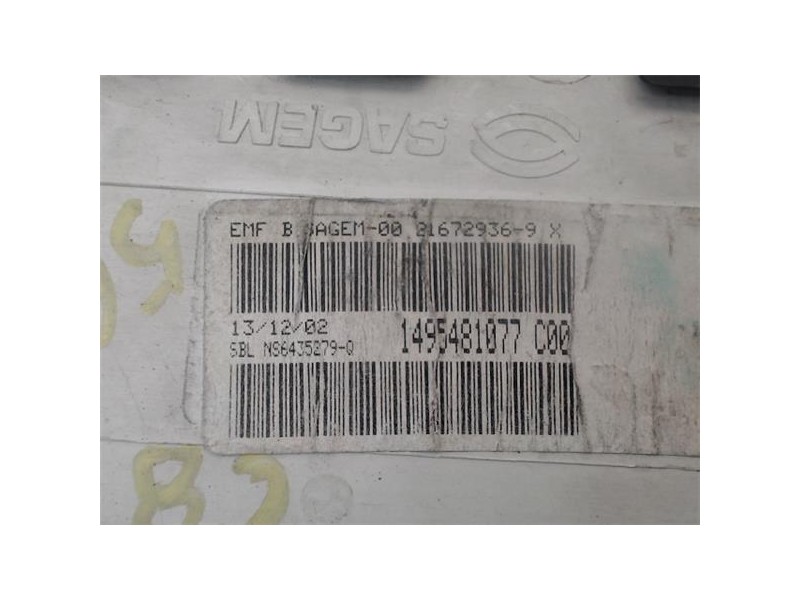 SAGEM
EMF B SAGEM-00 21672936-9 X
13/12/02
1495481077 C00
SBL NS6435279-Q